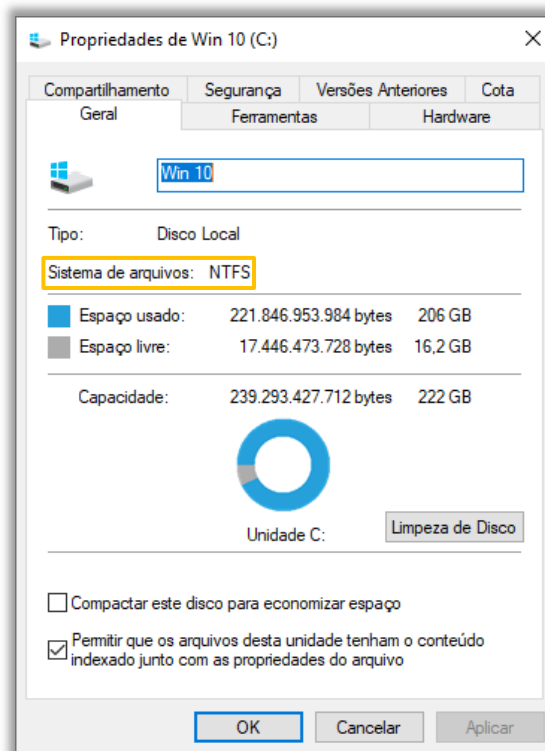 Propriedades de Win 10 (C:)
Compartilhamento Segurança Versões Anteriores Cota
Geral Ferramentas Hardware
Win 10
Tipo: Disco Local
Sistema de arquivos: NTFS
Espaço usado: 221.846.953.984 bytes 206 GB
Espaço livre: 17.446.473.728 bytes 16,2 GB
Capacidade: 239.293.427.712 bytes 222 GB
Unidade C:
Limpeza de Disco
Compactar este disco para economizar espaço
Permitir que os arquivos desta unidade tenham o conteúdo
indexado junto com as propriedades do arquivo
OK Cancelar Aplicar